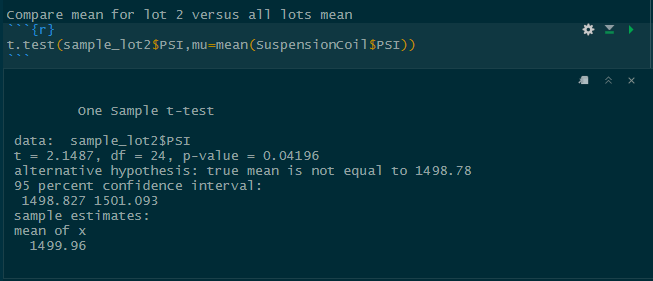 Compare mean for lot 2 versus all lots mean
```{r}
t.test(sample_lot2$PSI,mu=mean(SuspensionCoil$PSI))
```
One Sample t-test
data:  sample_lot2$PSI
t = 2.1487, df = 24, p-value = 0.04196
alternative hypothesis: true mean is not equal to 1498.78
95 percent confidence interval:
1498.827 1501.093
sample estimates:
mean of x
1499.96